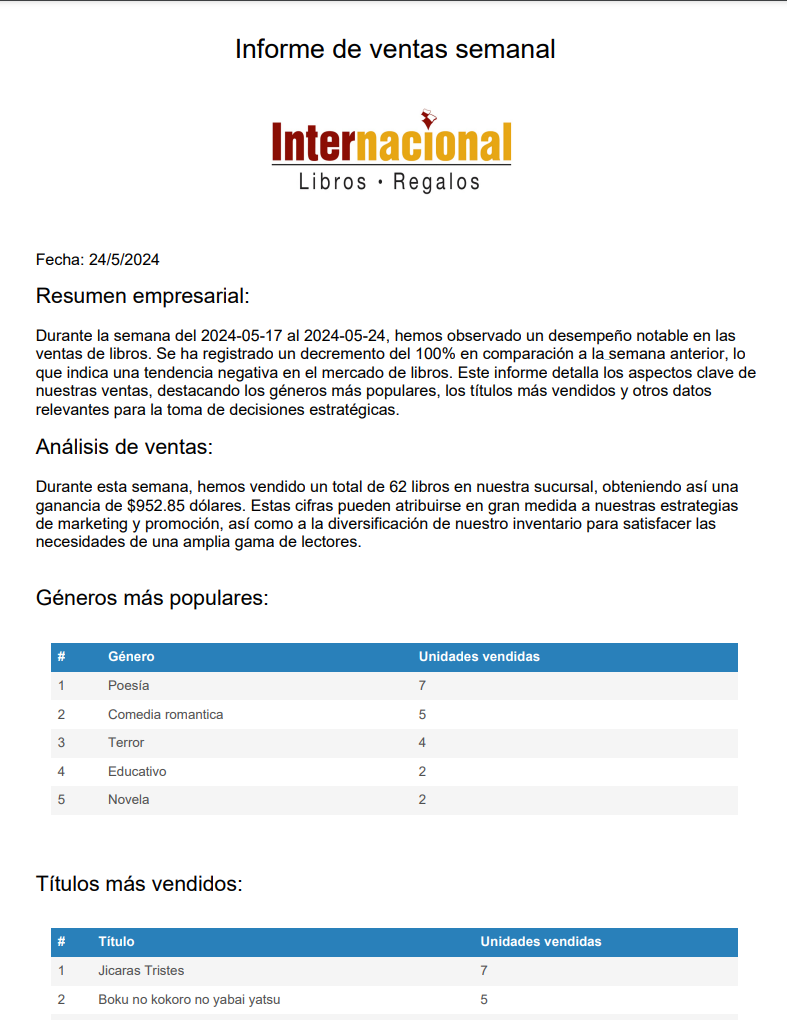 Informe de ventas semanal
Internacional
Libros • Regalos
Fecha: 24/5/2024
Resumen empresarial:
Durante la semana del 2024-05-17 al 2024-05-24, hemos observado un desempeño notable en las
ventas de libros. Se ha registrado un decremento del 100% en comparación a la semana anterior, lo
que indica una tendencia negativa en el mercado de libros. Este informe detalla los aspectos clave de
nuestras ventas, destacando los géneros más populares, los títulos más vendidos y otros datos
relevantes para la toma de decisiones estratégicas.
Análisis de ventas:
Durante esta semana, hemos vendido un total de 62 libros en nuestra sucursal, obteniendo así una
ganancia de $952.85 dólares. Estas cifras pueden atribuirse en gran medida a nuestras estrategias
de marketing y promoción, así como a la diversificación de nuestro inventario para satisfacer las
necesidades de una amplia gama de lectores.
Géneros más populares:
# Género Unidades vendidas
1 Poesía 7
2 Comedia romantica 5
3 Terror 4
4 Educativo 2
5 Novela 2
Títulos más vendidos:
# Título Unidades vendidas
1 Jicaras Tristes 7
2 Boku no kokoro no yabai yatsu 5